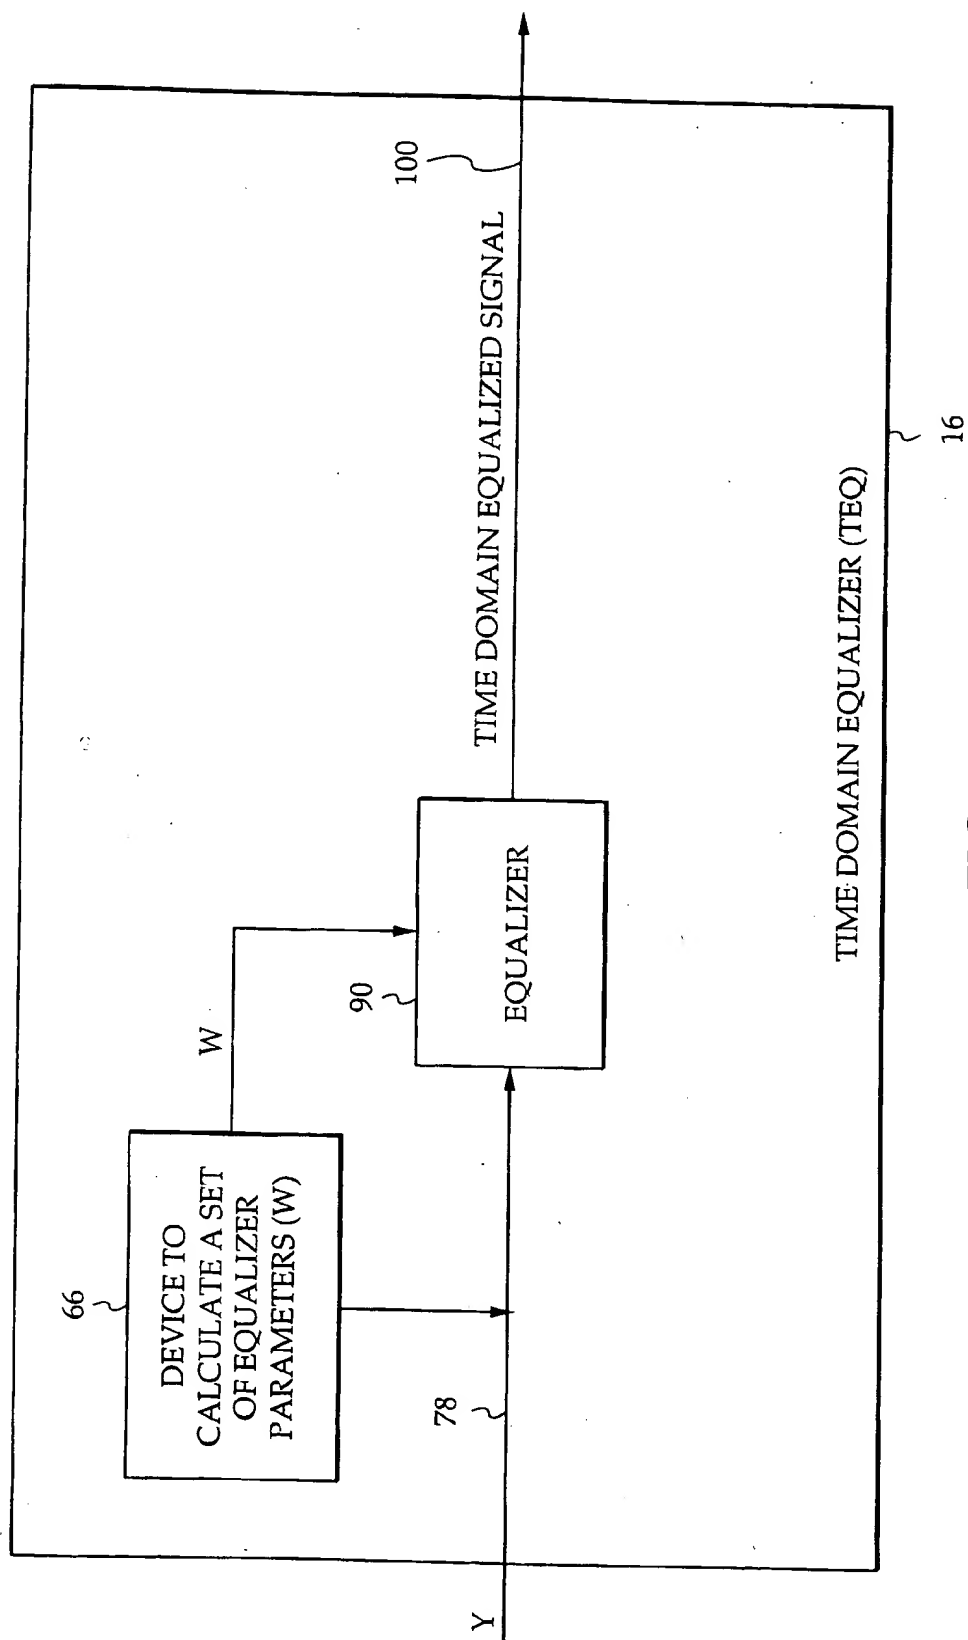 66
DEVICE TO
CALCULATE A SET
OF EQUALIZER
PARAMETERS (W)
W
90
EQUALIZER
Y
78
TIME DOMAIN EQUALIZED SIGNAL
100
TIME DOMAIN EQUALIZER (TEQ)
16